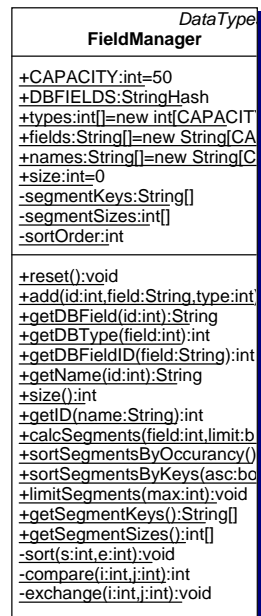 DataType
FieldManager
+CAPACITY:int=50
+DBFIELDS:StringHash
+types:int[]=new int[CAPACIT
+fields:String[]=new String[CA
+names:String[]=new String[C
+size:int=0
-segmentKeys:String[]
-segmentSizes:int[]
-sortOrder:int
+reset():void
+add(id:int,field:String,type:int)
+getDBField(id:int):String
+getDBType(field:int):int
+getDBFieldID(field:String):int
+getName(id:int):String
+size():int
+getID(name:String):int
+calcSegments(field:int,limit:b
+sortSegmentsByOccurancy()
+sortSegmentsByKeys(asc:bo
+limitSegments(max:int):void
+getSegmentKeys():String[]
+getSegmentSizes():int[]
-sort(s:int,e:int):void
-compare(i:int,j:int):int
-exchange(i:int,j:int):void